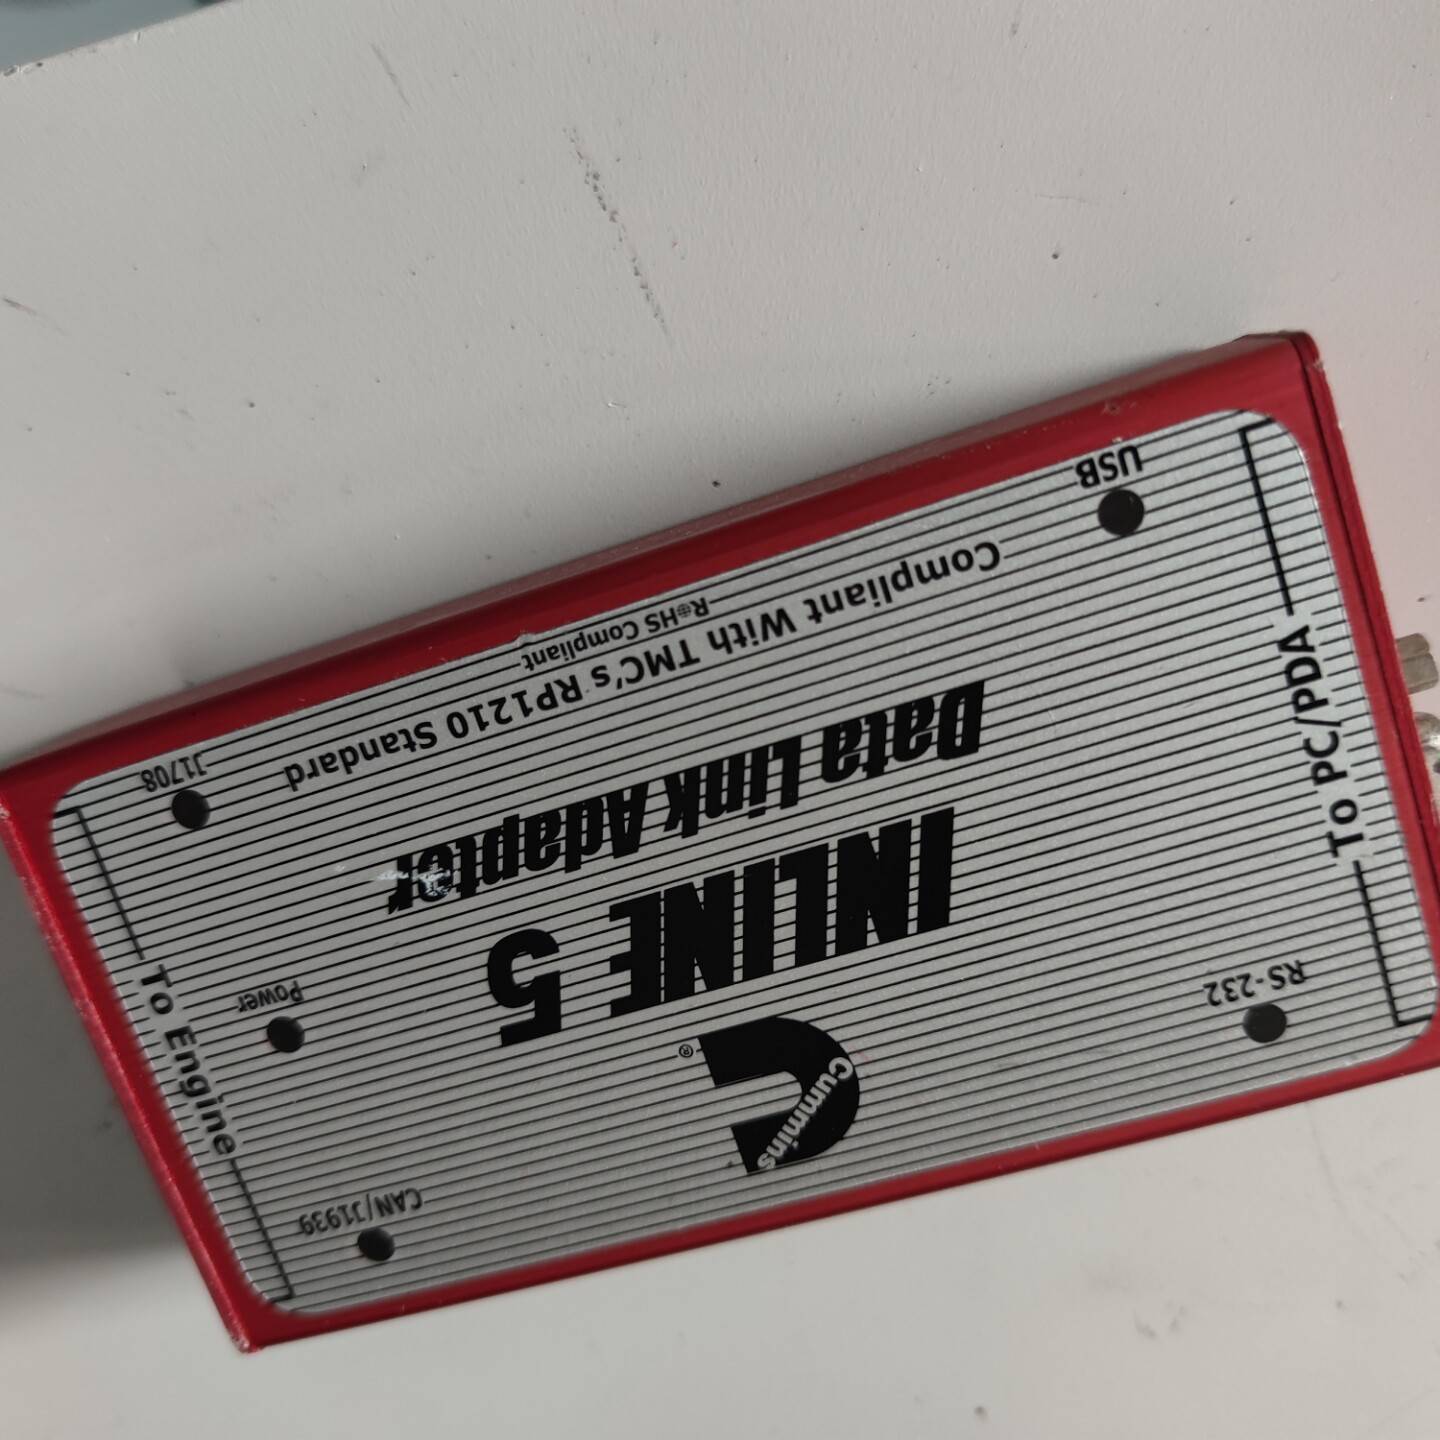 CAN/J1939
Cummins
®
RS-232
Power
INLINE 5
To Engine
To PC/PDA
Data Link Adapter
Compliant With TMC's RP1210 Standard
J1708
RoHS Compliant
USB